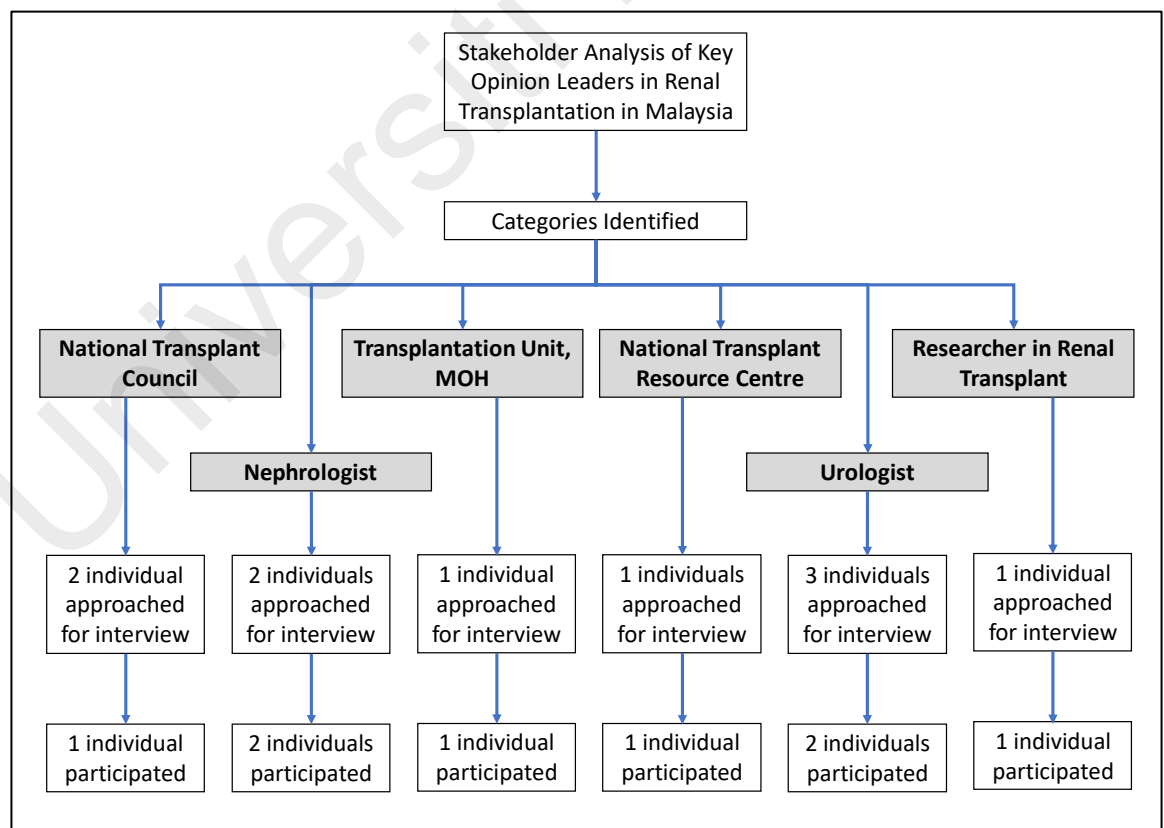 Stakeholder Analysis of Key
Opinion Leaders in Renal
Transplantation in Malaysia
Categories Identified
National Transplant
Council
Transplantation Unit,
MOH
National Transplant
Resource Centre
Researcher in Renal
Transplant
Nephrologist
Urologist
2 individual
approached
for interview
2 individuals
approached
for interview
1 individual
approached
for interview
1 individuals
approached
for interview
3 individuals
approached
for interview
1 individual
approached
for interview
1 individual
participated
2 individuals
participated
1 individual
participated
1 individual
participated
2 individuals
participated
1 individual
participated